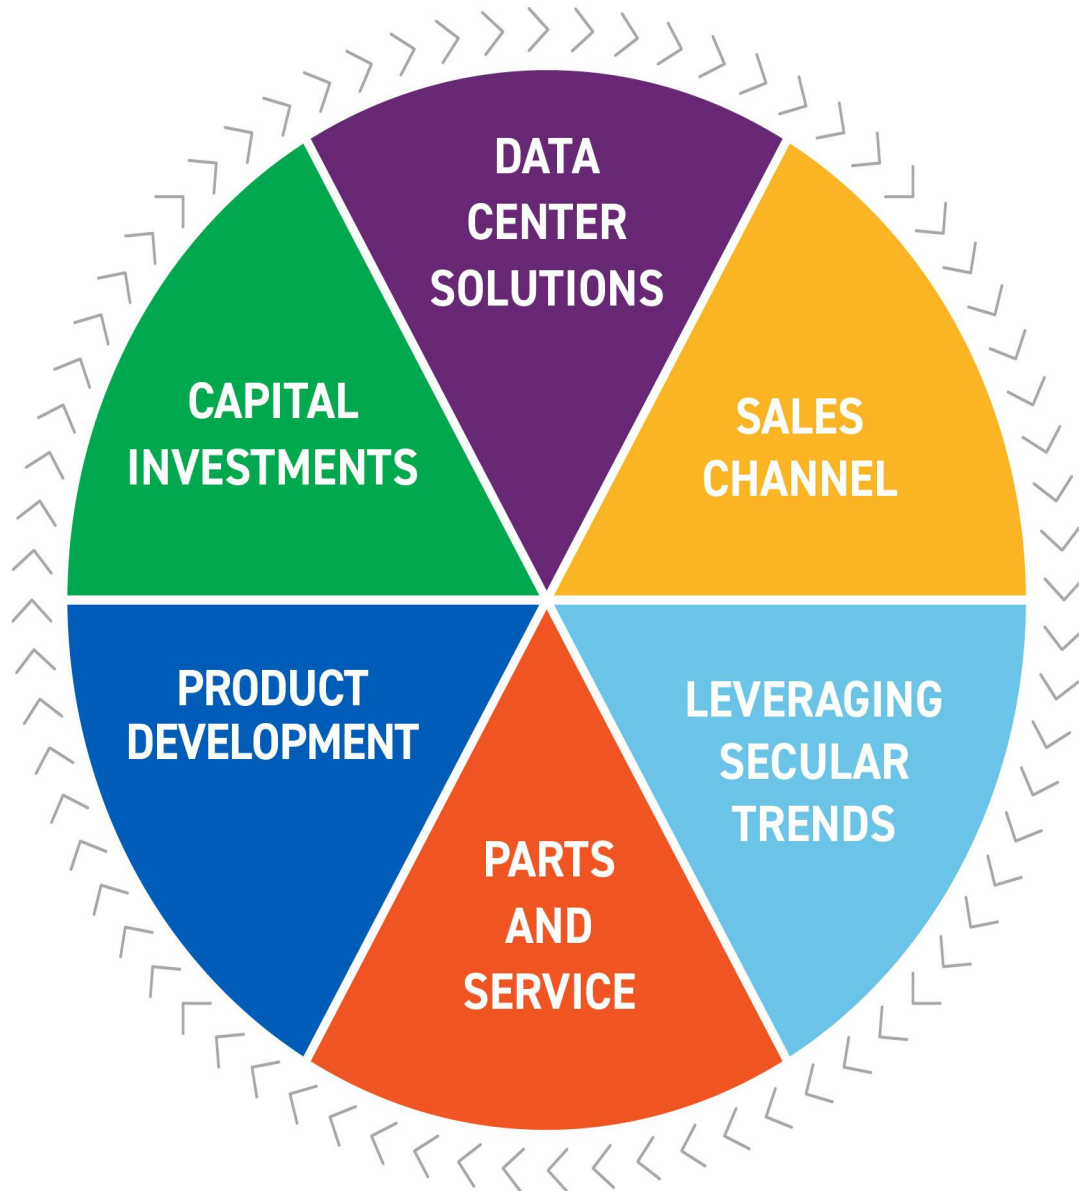 DATA
CENTER
SOLUTIONS
SALES
CHANNEL
LEVERAGING
SECULAR
TRENDS
PARTS
AND
SERVICE
PRODUCT
DEVELOPMENT
CAPITAL
INVESTMENTS